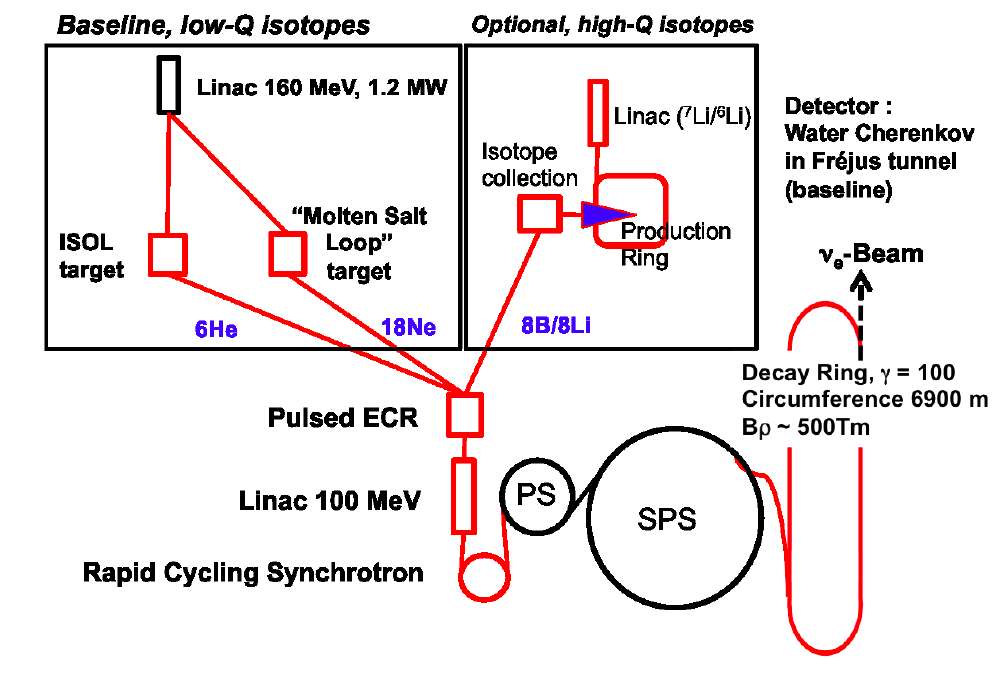 Baseline, low-Q isotopes
Optional, high-Q isotopes
Linac 160 MeV, 1.2 MW
Linac (⁷Li/⁶Li)
Detector :
Water Cherenkov
in Fréjus tunnel
(baseline)
Isotope
collection
“Molten Salt
Loop”
target
ISOL
target
Production
Ring
νe-Beam
6He
18Ne
8B/8Li
Decay Ring, γ = 100
Circumference 6900 m
Bρ ~ 500Tm
Pulsed ECR
Linac 100 MeV
PS
SPS
Rapid Cycling Synchrotron